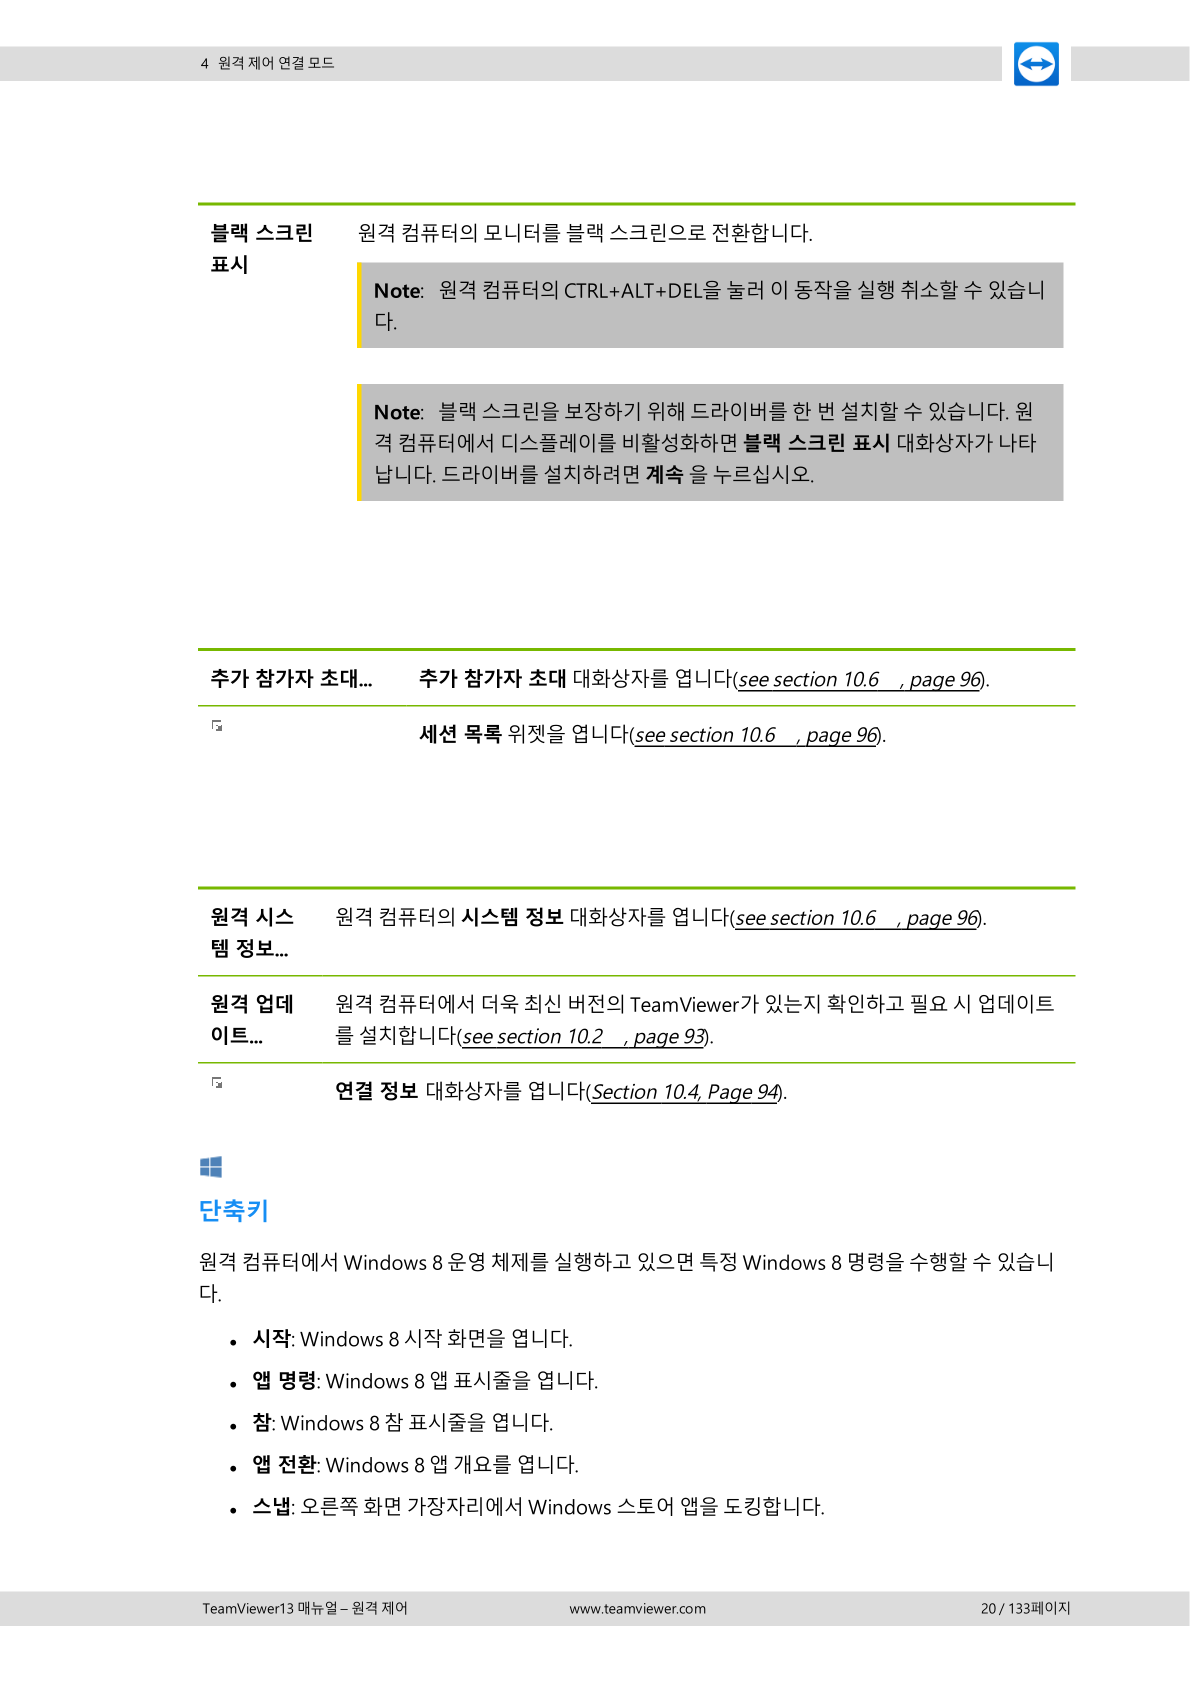 4 원격 제어 연결 모드
블랙 스크린 원격 컴퓨터의 모니터를 블랙 스크린으로 전환합니다.
표시
Note: 원격 컴퓨터의 CTRL+ALT+DEL을 눌러 이 동작을 실행 취소할 수 있습니
다.
Note: 블랙 스크린을 보장하기 위해 드라이버를 한 번 설치할 수 있습니다. 원
격 컴퓨터에서 디스플레이를 비활성화하면 블랙 스크린 표시 대화상자가 나타
납니다. 드라이버를 설치하려면 계속 을 누르십시오.
추가 참가자 초대... 추가 참가자 초대 대화상자를 엽니다(see section 10.6 , page 96).
세션 목록 위젯을 엽니다(see section 10.6 , page 96).
원격 시스 원격 컴퓨터의 시스템 정보 대화상자를 엽니다(see section 10.6 , page 96).
템 정보...
원격 업데 원격 컴퓨터에서 더욱 최신 버전의 TeamViewer가 있는지 확인하고 필요 시 업데이트
이트... 를 설치합니다(see section 10.2 , page 93).
연결 정보 대화상자를 엽니다(Section 10.4, Page 94).
단축키
원격 컴퓨터에서 Windows 8 운영 체제를 실행하고 있으면 특정 Windows 8 명령을 수행할 수 있습니
다.
• 시작: Windows 8 시작 화면을 엽니다.
• 앱 명령: Windows 8 앱 표시줄을 엽니다.
• 참: Windows 8 참 표시줄을 엽니다.
• 앱 전환: Windows 8 앱 개요를 엽니다.
• 스냅: 오른쪽 화면 가장자리에서 Windows 스토어 앱을 도킹합니다.
TeamViewer13 매뉴얼 – 원격 제어 www.teamviewer.com 20 / 133페이지